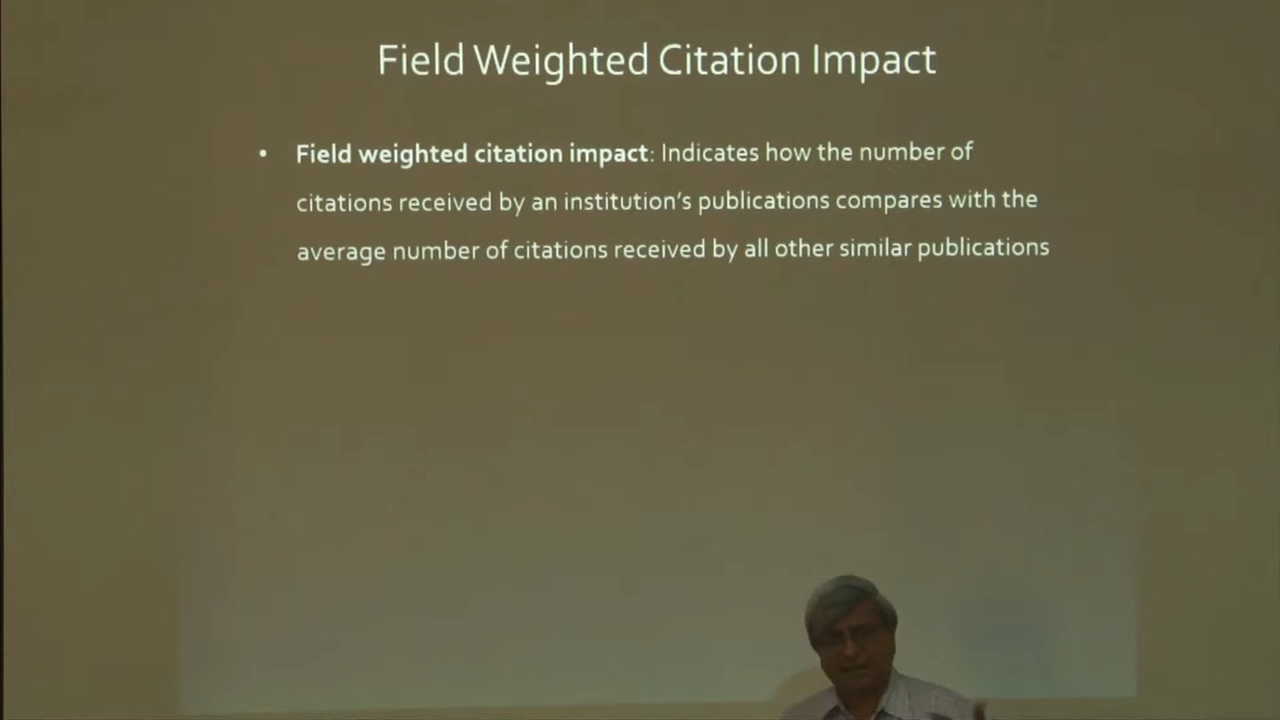 Field Weighted Citation Impact
• Field weighted citation impact: Indicates how the number of
citations received by an institution's publications compares with the
average number of citations received by all other similar publications